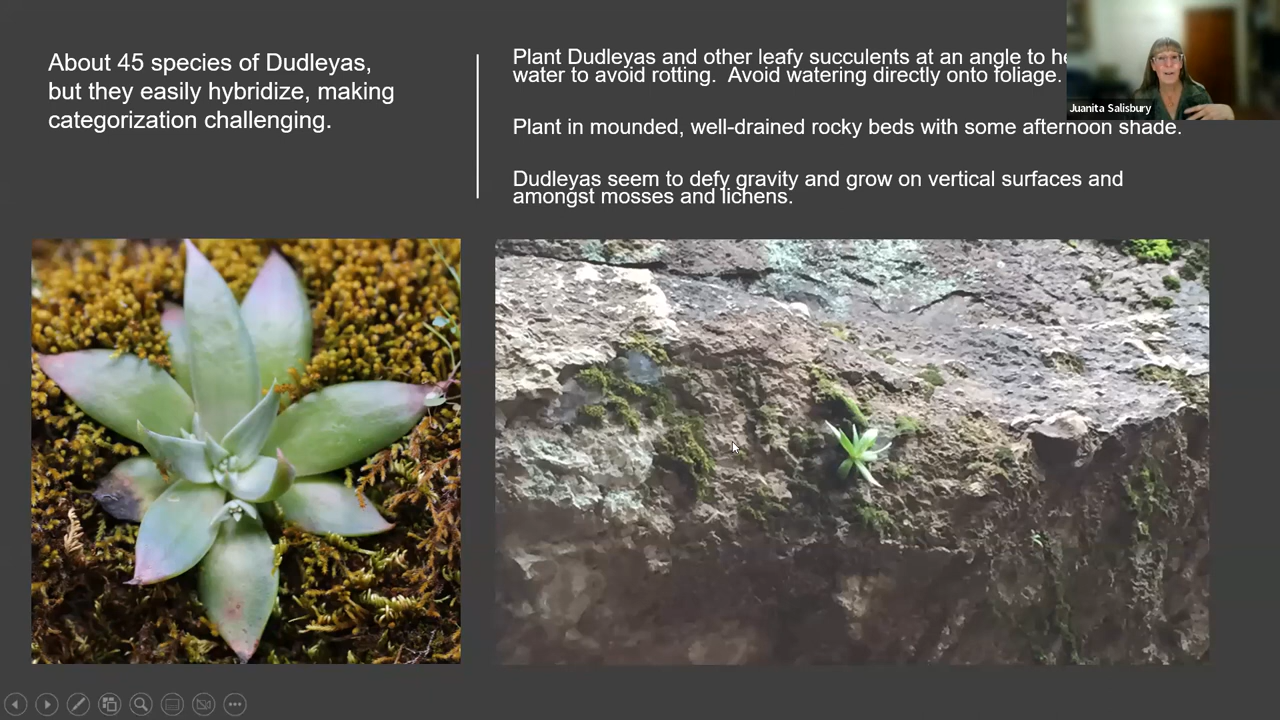 About 45 species of Dudleyas,
but they easily hybridize, making
categorization challenging.
Plant Dudleyas and other leafy succulents at an angle to
water to avoid rotting.  Avoid watering directly onto foliage.
Plant in mounded, well-drained rocky beds with some afternoon shade.
Dudleyas seem to defy gravity and grow on vertical surfaces and
amongst mosses and lichens.
Juanita Salisbury